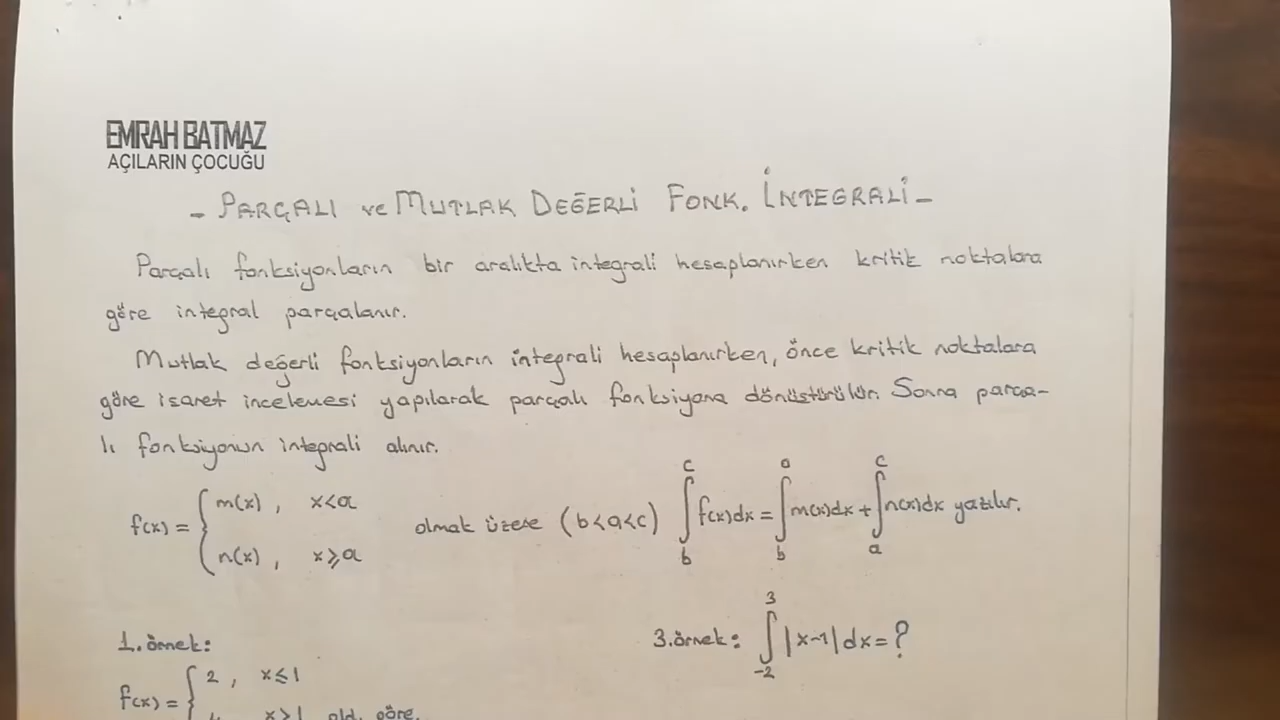 EMRAH BATMAZ
AÇILARIN ÇOCUĞU
- PARÇALI ve MUTLAK DEĞERLİ FONK. İNTEGRALİ -
Parçalı fonksiyonların bir aralıkta integrali hesaplanırken kritik noktalara
göre integral parçalanır.
Mutlak değerli fonksiyonların integrali hesaplanırken, önce kritik noktalara
göre işaret incelemesi yapılarak parçalı fonksiyona dönüştürülür. Sonra parça-
lı fonksiyonun integrali alınır.
f(x) = { m(x), x<a
n(x), x⩾a
olmak üzere (b<a<c) ∫_b^c f(x)dx = ∫_b^a m(x)dx + ∫_a^c n(x)dx yazılır.
1. örnek:
f(x) = { 2, x≤1
x>1 old. göre,
3. örnek: ∫_-2^3 |x-1| dx = ?